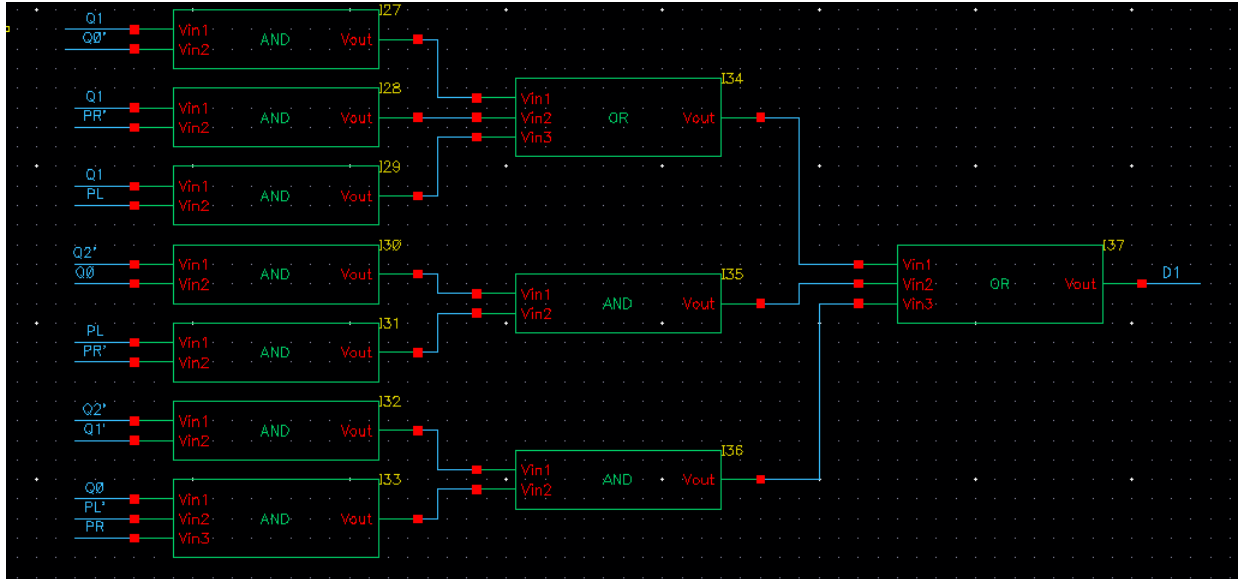 I27
Q1
Vin1 AND Vout
Q0'
Vin2
I28
Q1
Vin1 AND Vout
PR'
Vin2
I29
Q1
Vin1 AND Vout
PL
Vin2
I34
Vin1
Vin2 OR Vout
Vin3
I30
Q2'
Vin1 AND Vout
Q0
Vin2
I31
PL
Vin1 AND Vout
PR'
Vin2
I35
Vin1 AND Vout
Vin2
I32
Q2'
Vin1 AND Vout
Q1'
Vin2
I33
Q0
Vin1
PL'
Vin2 AND Vout
PR
Vin3
I36
Vin1 AND Vout
Vin2
I37
Vin1
Vin2 OR Vout
Vin3
D1